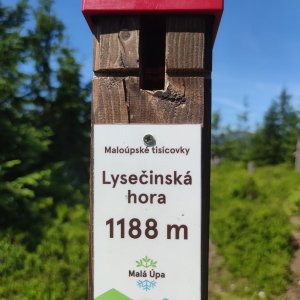 Maloúpské tisícovky
Lysečinská
hora
1188 m
Malá Úpa